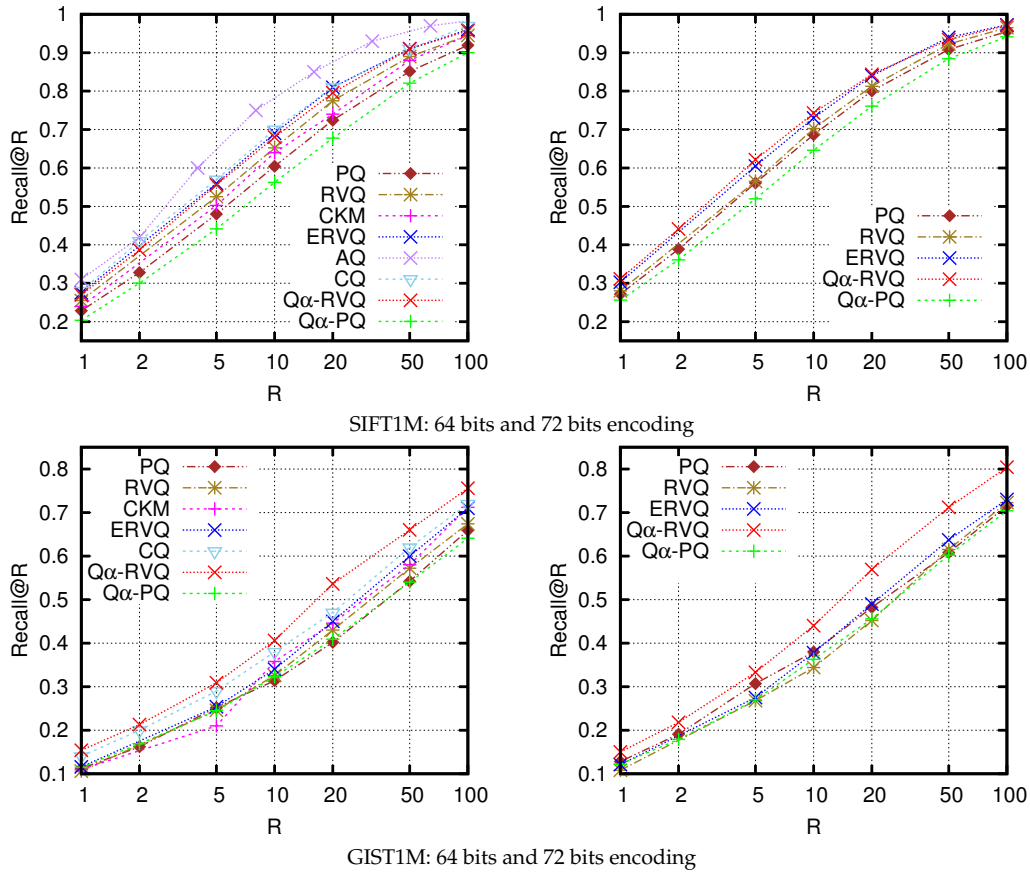 1
0.9
0.8
0.7
0.6
0.5
0.4
0.3
0.2
Recall@R
1 2 5 10 20 50 100
R
PQ
RVQ
CKM
ERVQ
AQ
CQ
Qα-RVQ
Qα-PQ
1
0.9
0.8
0.7
0.6
0.5
0.4
0.3
0.2
Recall@R
1 2 5 10 20 50 100
R
PQ
RVQ
ERVQ
Qα-RVQ
Qα-PQ
SIFT1M: 64 bits and 72 bits encoding
0.8
0.7
0.6
0.5
0.4
0.3
0.2
0.1
Recall@R
1 2 5 10 20 50 100
R
PQ
RVQ
CKM
ERVQ
CQ
Qα-RVQ
Qα-PQ
0.8
0.7
0.6
0.5
0.4
0.3
0.2
0.1
Recall@R
1 2 5 10 20 50 100
R
PQ
RVQ
ERVQ
Qα-RVQ
Qα-PQ
GIST1M: 64 bits and 72 bits encoding